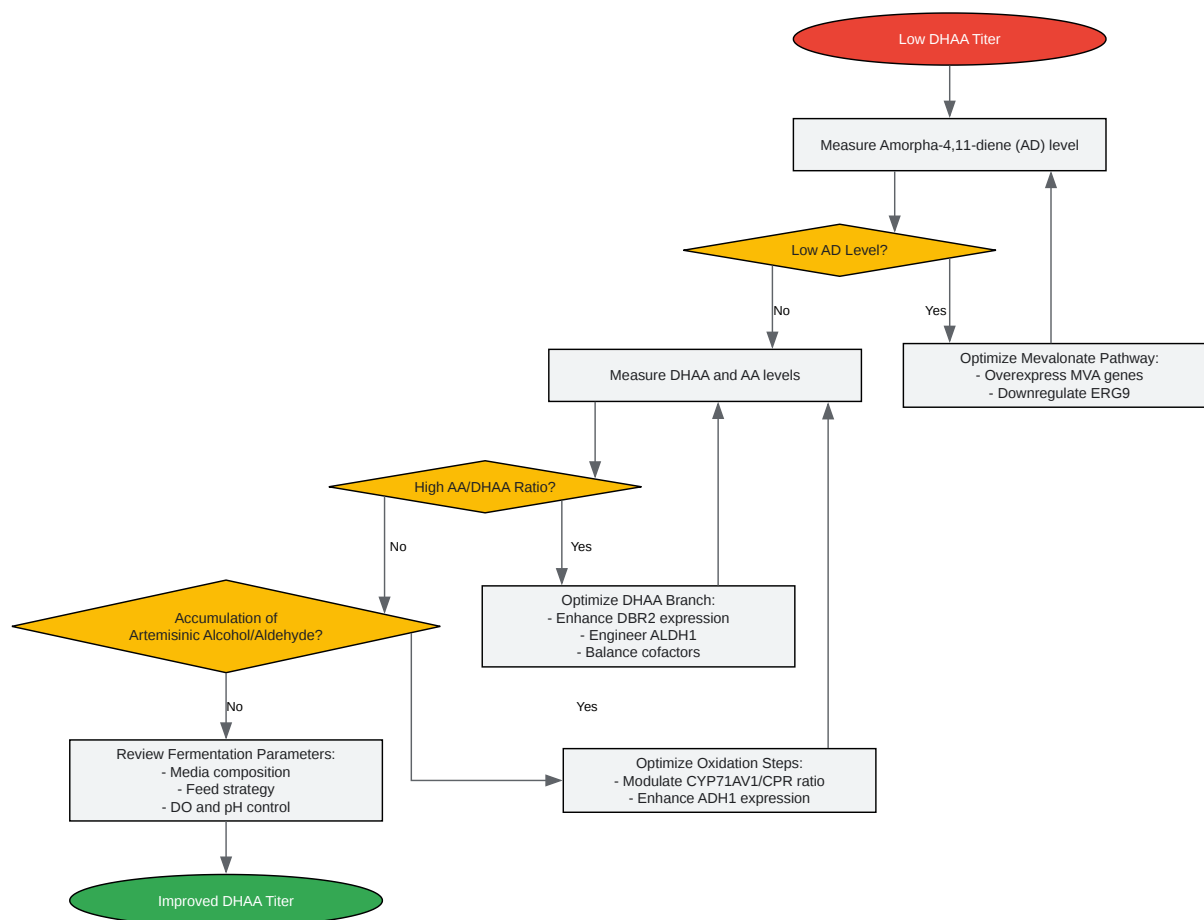 Low DHAA Titer
Measure Amorpha-4,11-diene (AD) level
Low AD Level?
No
Yes
Optimize Mevalonate Pathway:
- Overexpress MVA genes
- Downregulate ERG9
Measure DHAA and AA levels
High AA/DHAA Ratio?
No
Yes
Optimize DHAA Branch:
- Enhance DBR2 expression
- Engineer ALDH1
- Balance cofactors
Accumulation of
Artemisinic Alcohol/Aldehyde?
No
Yes
Review Fermentation Parameters:
- Media composition
- Feed strategy
- DO and pH control
Optimize Oxidation Steps:
- Modulate CYP71AV1/CPR ratio
- Enhance ADH1 expression
Improved DHAA Titer